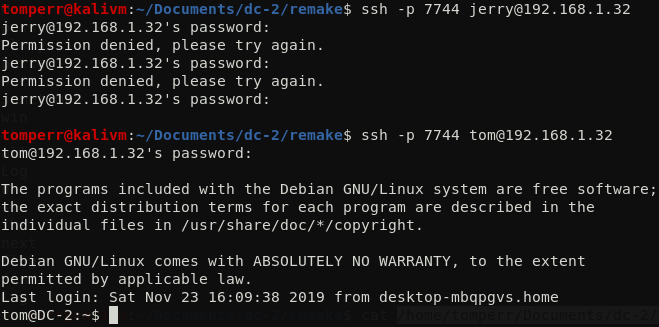 tomperr@kalivm:~/Documents/dc-2/remake$ ssh -p 7744 jerry@192.168.1.32
jerry@192.168.1.32's password:
Permission denied, please try again.
jerry@192.168.1.32's password:
Permission denied, please try again.
jerry@192.168.1.32's password:
win
tomperr@kalivm:~/Documents/dc-2/remake$ ssh -p 7744 tom@192.168.1.32
tom@192.168.1.32's password:
Log
The programs included with the Debian GNU/Linux system are free software;
the exact distribution terms for each program are described in the
individual files in /usr/share/doc/*/copyright.
next
Debian GNU/Linux comes with ABSOLUTELY NO WARRANTY, to the extent
permitted by applicable law.
Last login: Sat Nov 23 16:09:38 2019 from desktop-mbqpgvs.home
tom@DC-2:~$ :~/Documents/dc-2/remake$ cat /home/tomperr/Documents/dc-2/